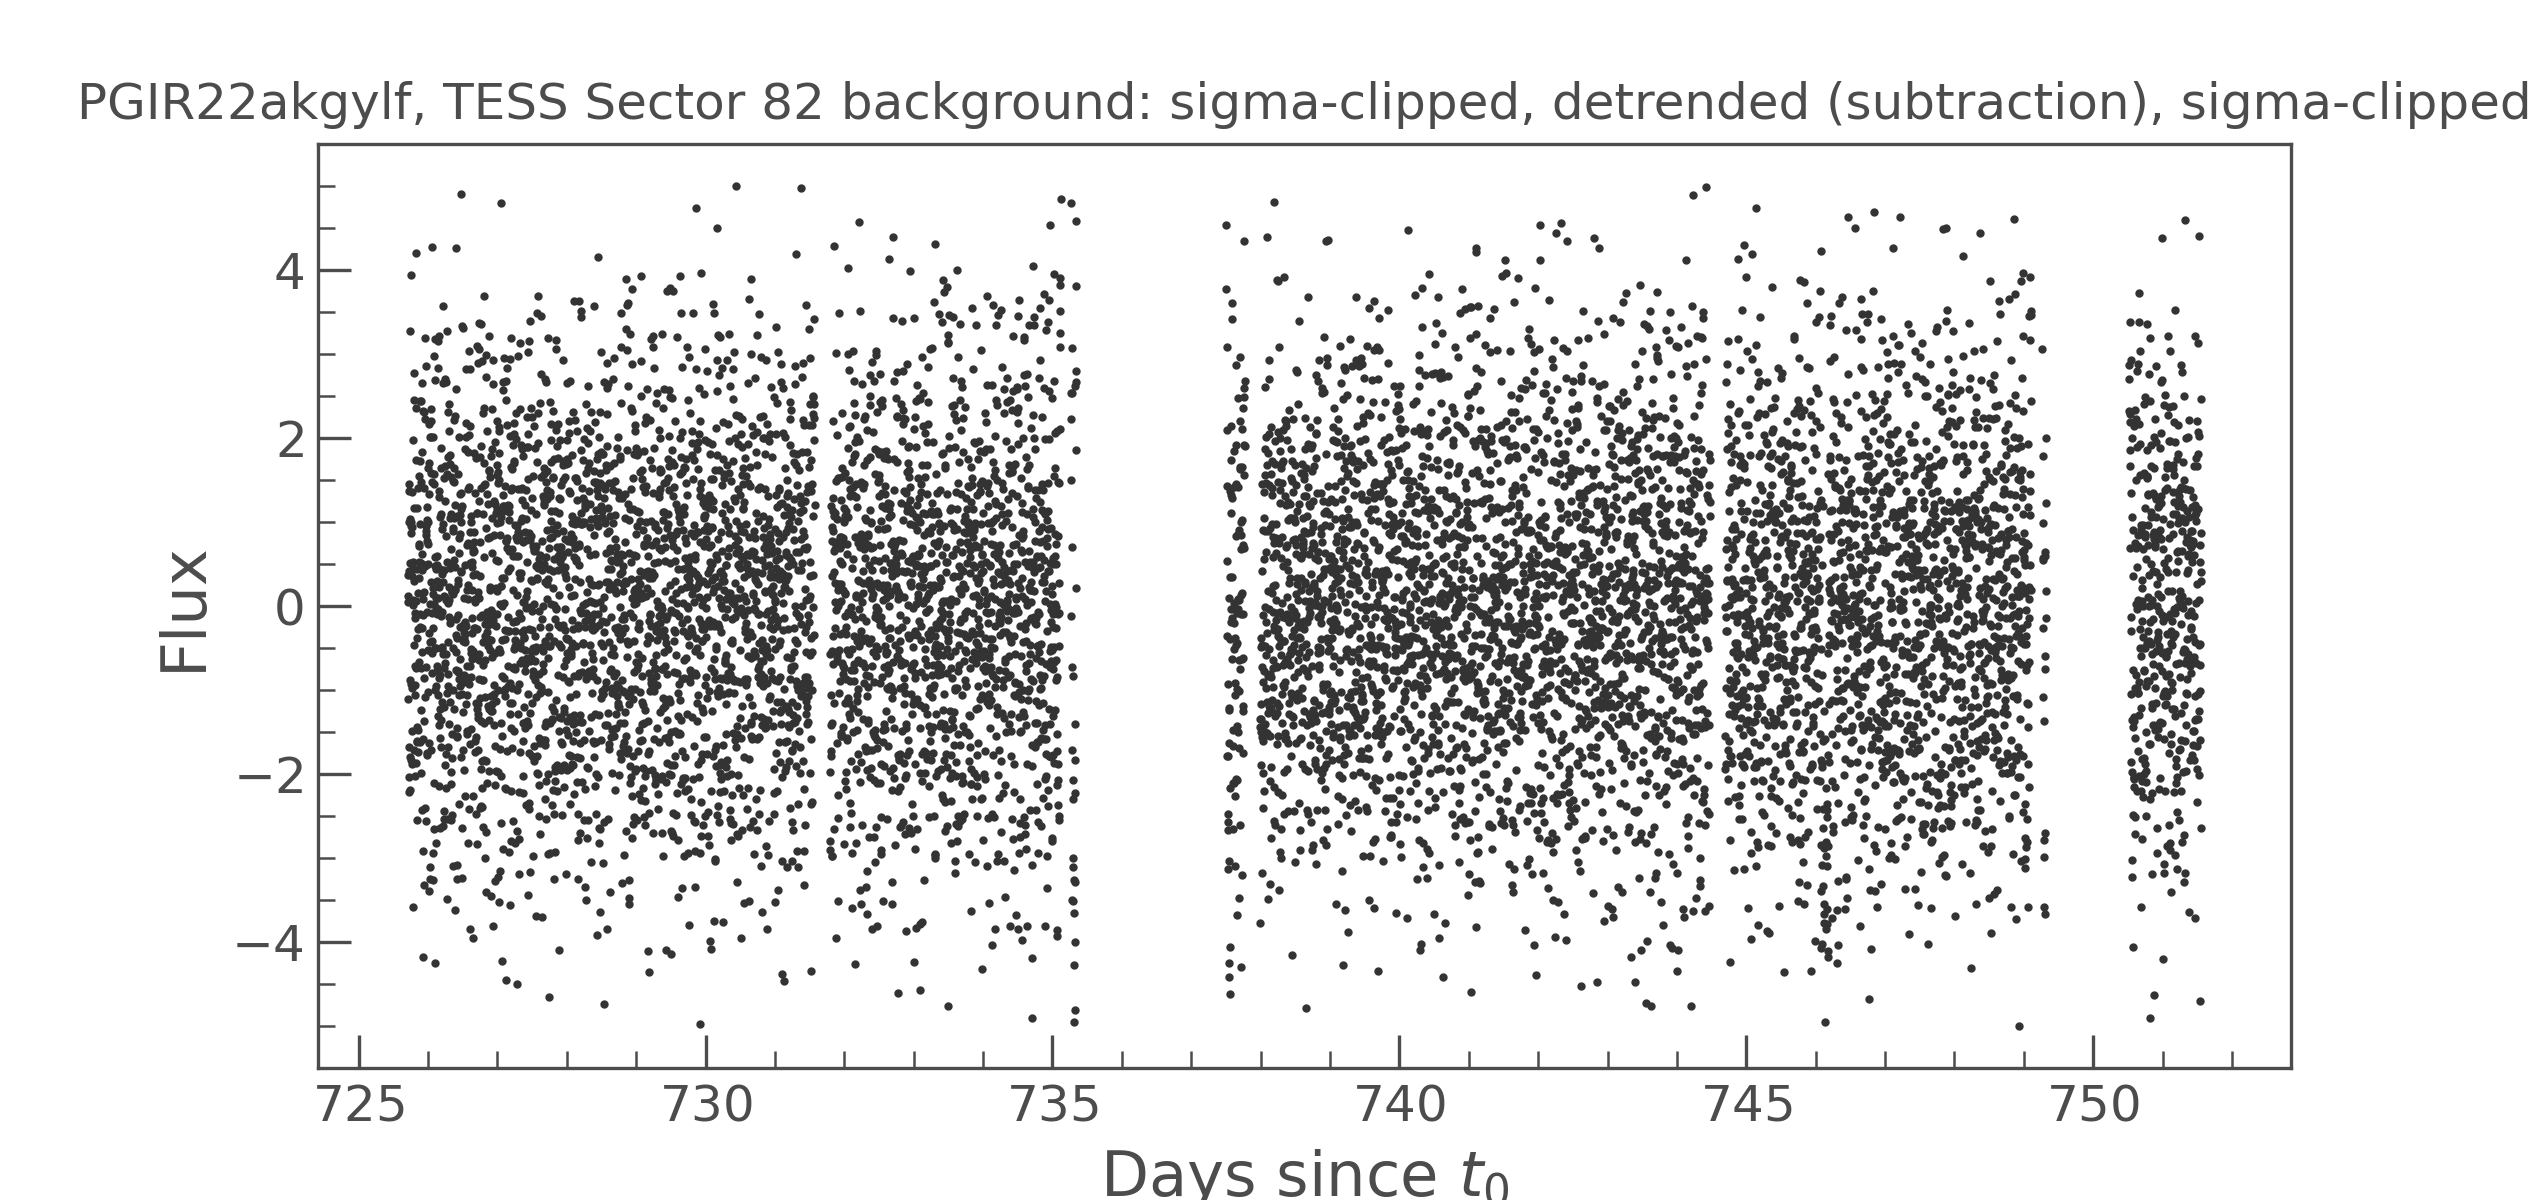 PGIR22akgylf, TESS Sector 82 background: sigma-clipped, detrended (subtraction), sigma-clipped
Flux
4
2
0
−2
−4
725 730 735 740 745 750
Days since t0